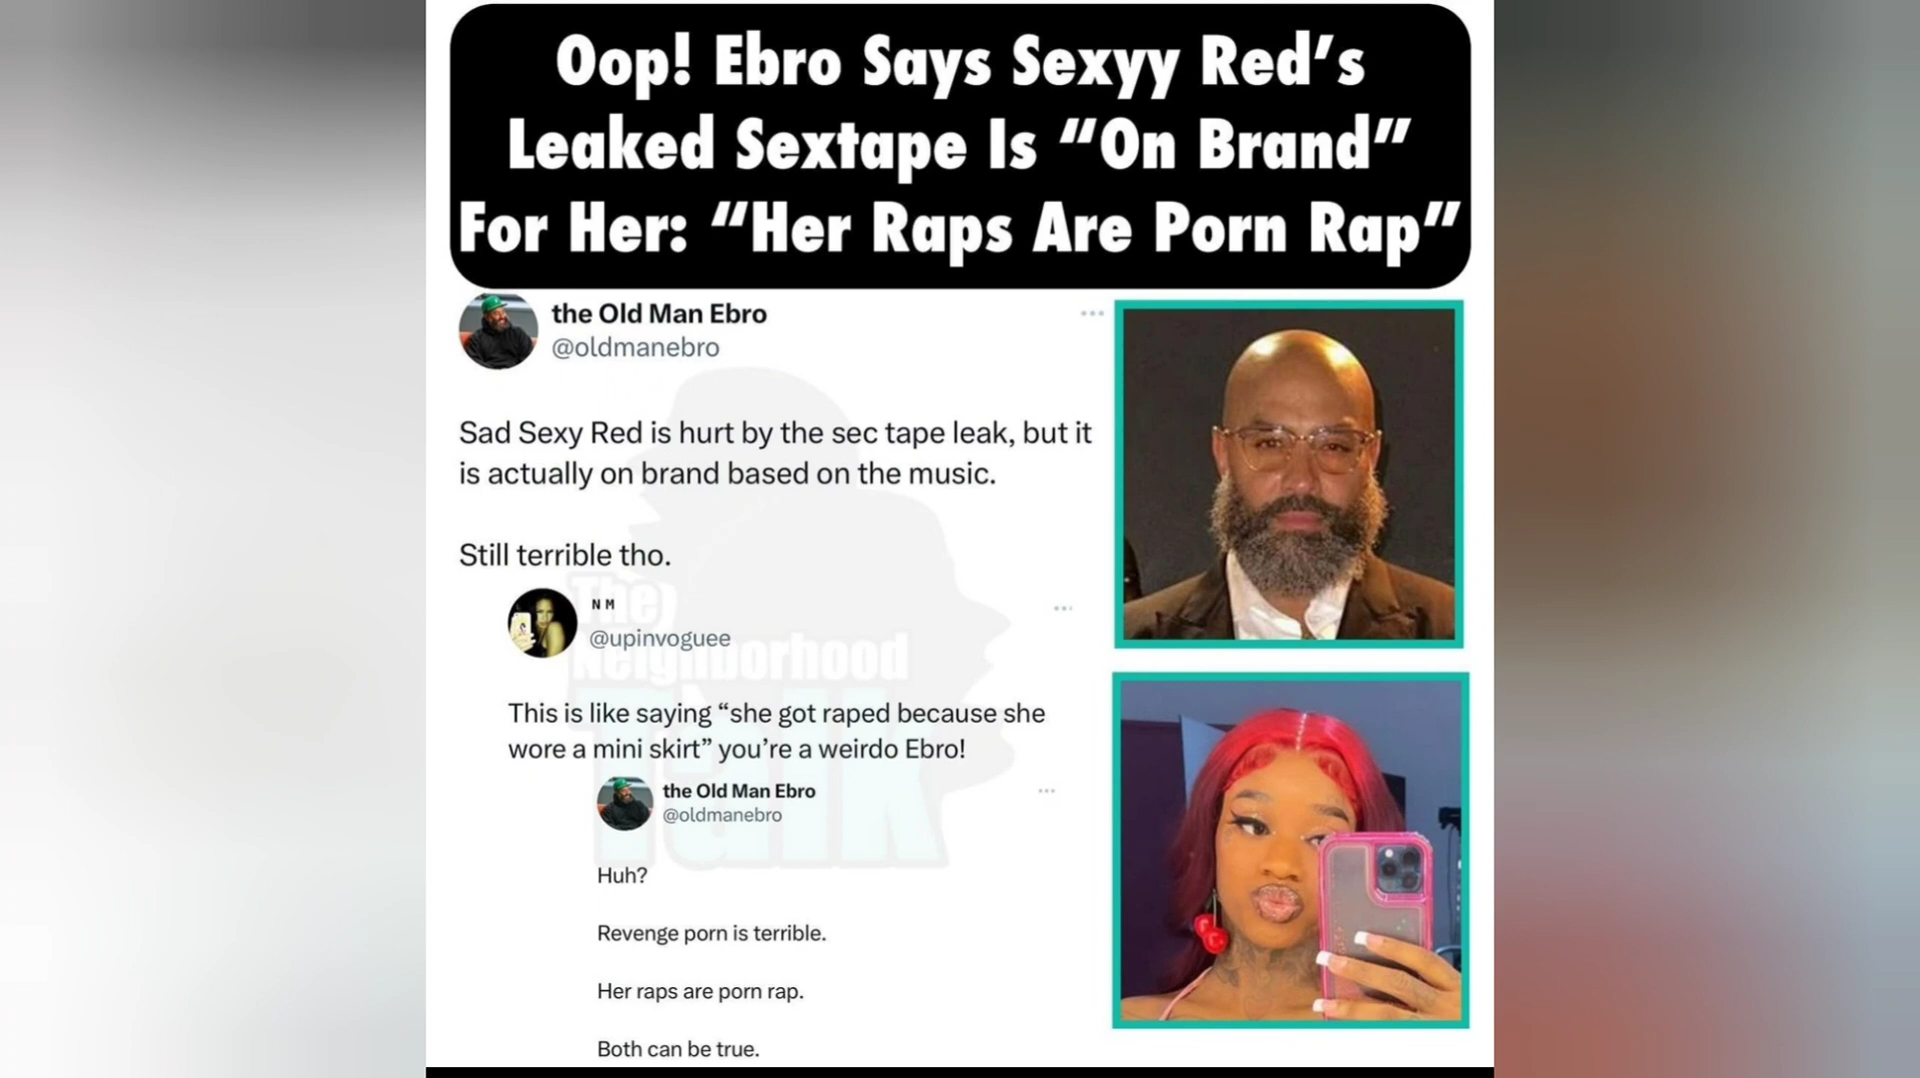 Oop! Ebro Says Sexyy Red's
Leaked Sextape Is "On Brand"
For Her: "Her Raps Are Porn Rap"
the Old Man Ebro
@oldmanebro
Sad Sexy Red is hurt by the sec tape leak, but it
is actually on brand based on the music.
Still terrible tho.
N M
@upinvoguee
This is like saying “she got raped because she
wore a mini skirt” you’re a weirdo Ebro!
the Old Man Ebro
@oldmanebro
Huh?
Revenge porn is terrible.
Her raps are porn rap.
Both can be true.
The
Neighborhood
Talk